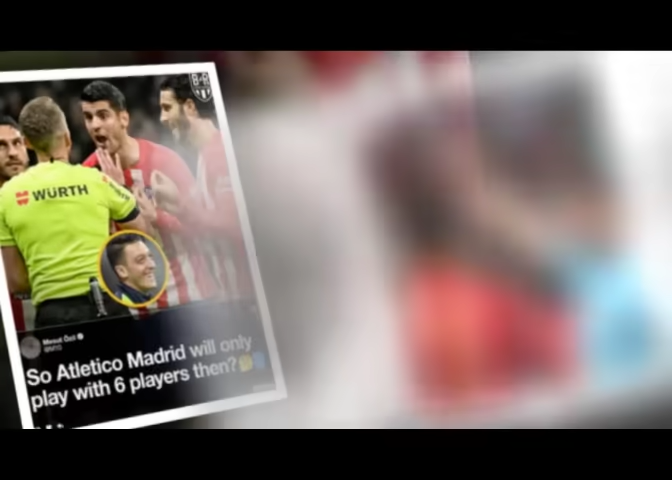 B R
WÜRTH
Mesut Özil
So Atletico Madrid will only
play with 6 players then?